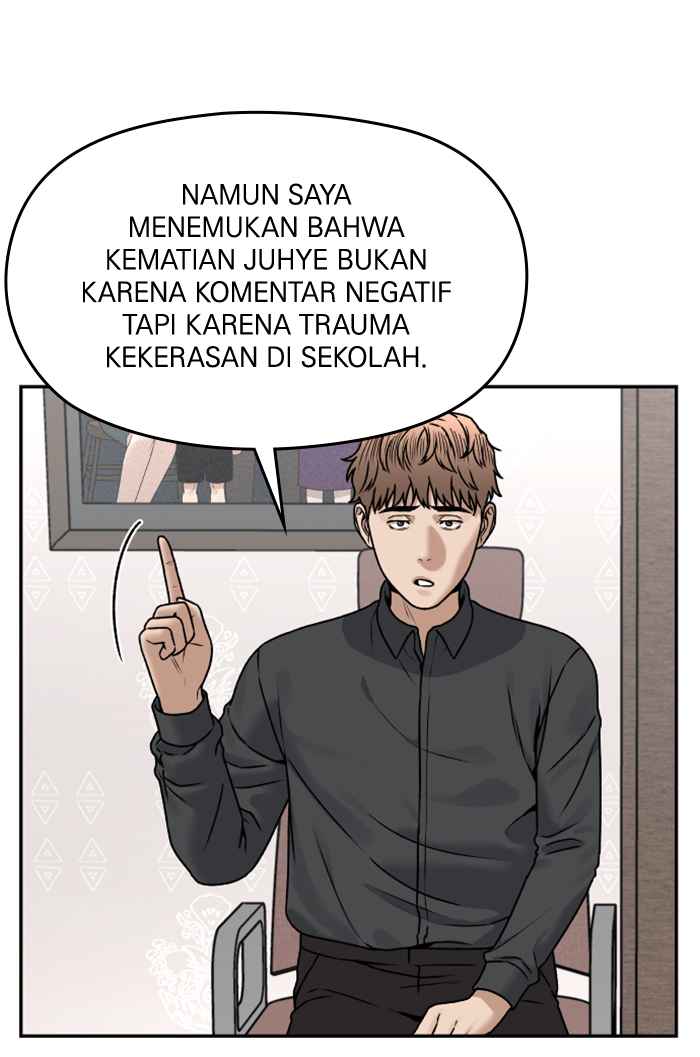 NAMUN SAYA
MENEMUKAN BAHWA
KEMATIAN JUHYE BUKAN
KARENA KOMENTAR NEGATIF
TAPI KARENA TRAUMA
KEKERASAN DI SEKOLAH.